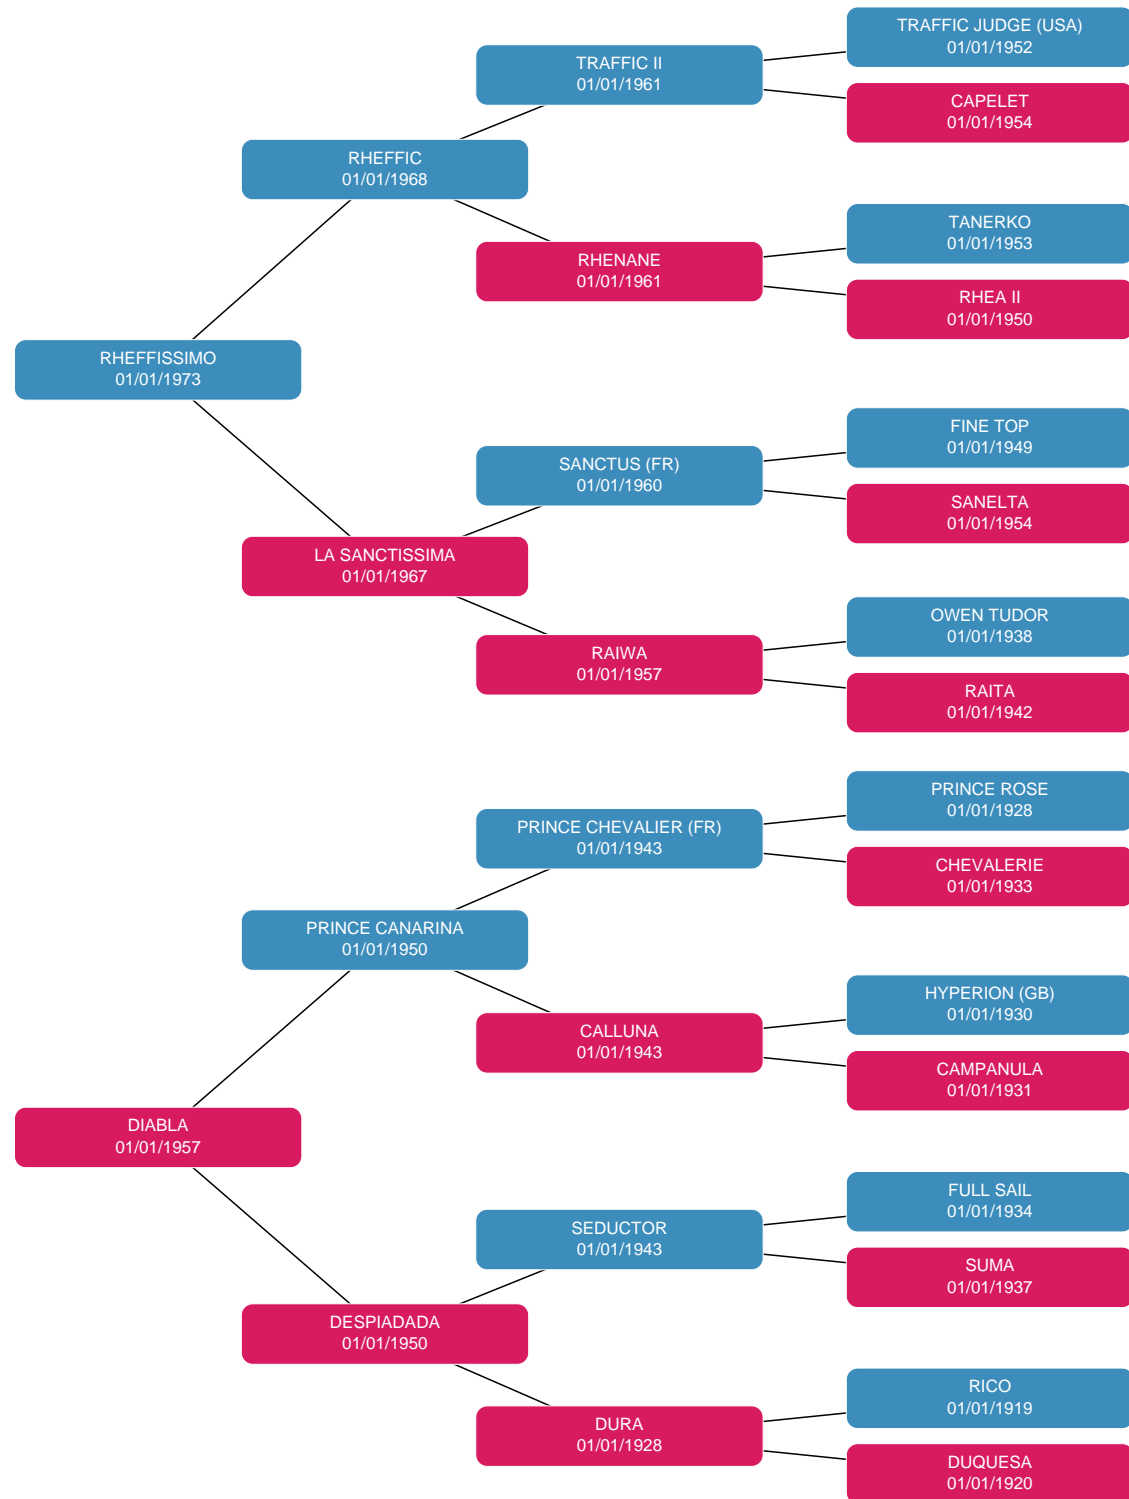 TRAFFIC JUDGE (USA)
01/01/1952
TRAFFIC II
01/01/1961
CAPELET
01/01/1954
RHEFFIC
01/01/1968
TANERKO
01/01/1953
RHENANE
01/01/1961
RHEA II
01/01/1950
RHEFFISSIMO
01/01/1973
FINE TOP
01/01/1949
SANCTUS (FR)
01/01/1960
SANELTA
01/01/1954
LA SANCTISSIMA
01/01/1967
OWEN TUDOR
01/01/1938
RAIWA
01/01/1957
RAITA
01/01/1942
PRINCE ROSE
01/01/1928
PRINCE CHEVALIER (FR)
01/01/1943
CHEVALERIE
01/01/1933
PRINCE CANARINA
01/01/1950
HYPERION (GB)
01/01/1930
CALLUNA
01/01/1943
CAMPANULA
01/01/1931
DIABLA
01/01/1957
FULL SAIL
01/01/1934
SEDUCTOR
01/01/1943
SUMA
01/01/1937
DESPIADADA
01/01/1950
RICO
01/01/1919
DURA
01/01/1928
DUQUESA
01/01/1920